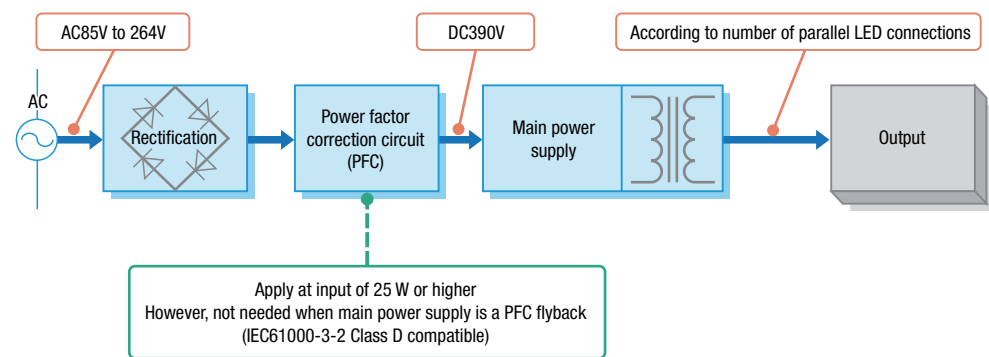 AC85V to 264V
DC390V
According to number of parallel LED connections
AC
Rectification
Power factor
correction circuit
(PFC)
Main power
supply
Output
Apply at input of 25 W or higher
However, not needed when main power supply is a PFC flyback
(IEC61000-3-2 Class D compatible)